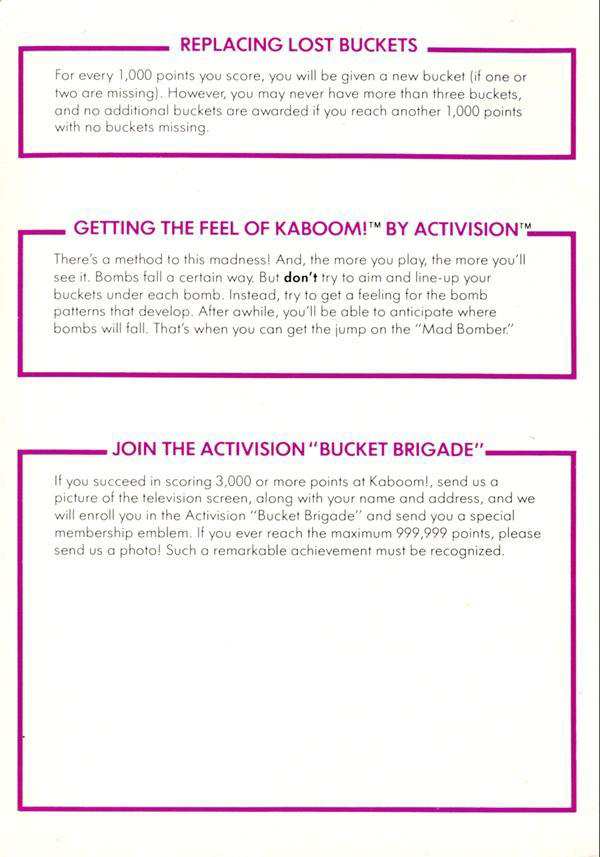 REPLACING LOST BUCKETS
For every 1,000 points you score, you will be given a new bucket (if one or
two are missing). However, you may never have more than three buckets,
and no additional buckets are awarded if you reach another 1,000 points
with no buckets missing.
GETTING THE FEEL OF KABOOM!™ BY ACTIVISION™
There's a method to this madness! And, the more you play, the more you'll
see it. Bombs fall a certain way. But don't try to aim and line-up your
buckets under each bomb. Instead, try to get a feeling for the bomb
patterns that develop. After awhile, you'll be able to anticipate where
bombs will fall. That's when you can get the jump on the "Mad Bomber."
JOIN THE ACTIVISION "BUCKET BRIGADE"
If you succeed in scoring 3,000 or more points at Kaboom!, send us a
picture of the television screen, along with your name and address, and we
will enroll you in the Activision "Bucket Brigade" and send you a special
membership emblem. If you ever reach the maximum 999,999 points, please
send us a photo! Such a remarkable achievement must be recognized.